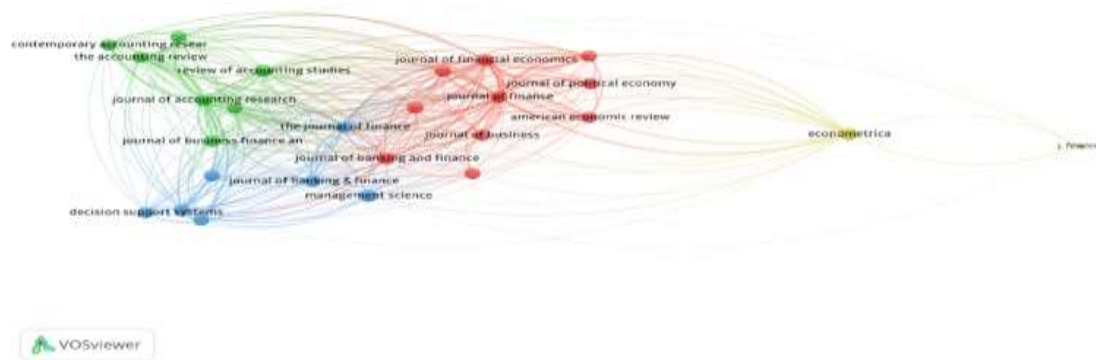 contemporary accounting resear
the accounting review
review of accounting studies
journal of financial economics
journal of political economy
journal of accounting research
journal of finance
american economic review
the journal of finance
journal of business
econometrica
journal of business finance an
j. finance
journal of banking and finance
journal of banking & finance
management science
decision support systems
VOSviewer